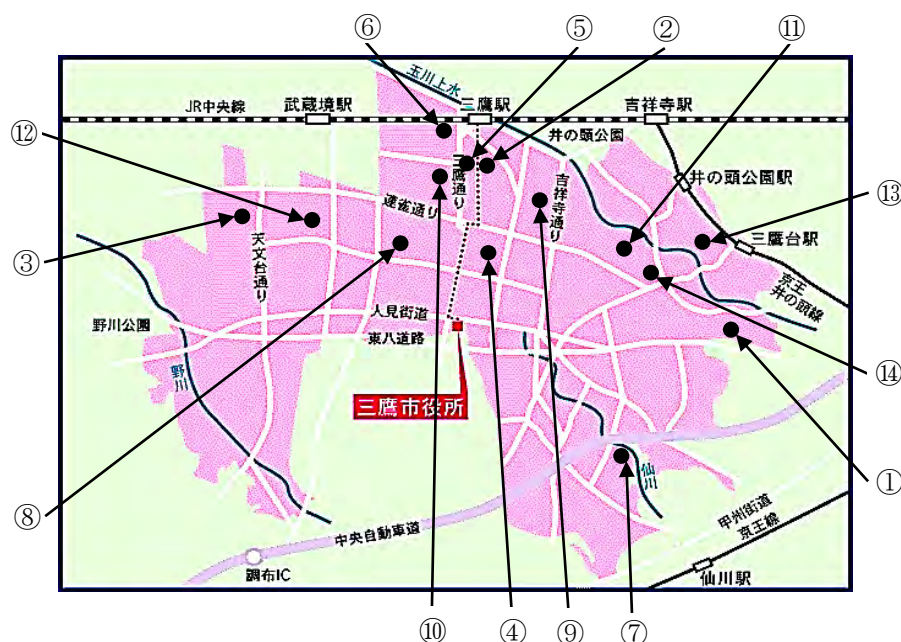 ⑥
⑤
②
⑪
玉川上水
JR中央線
武蔵境駅
三鷹駅
吉祥寺駅
⑫
井の頭公園
三鷹通り
井の頭公園駅
連雀通り
吉祥寺通り
⑬
③
天文台通り
三鷹台駅
京王
井の頭線
野川公園
人見街道
東八道路
野川
⑭
三鷹市役所
仙川
①
⑧
中央自動車道
甲州街道
京王線
調布IC
仙川駅
⑩
④
⑨
⑦